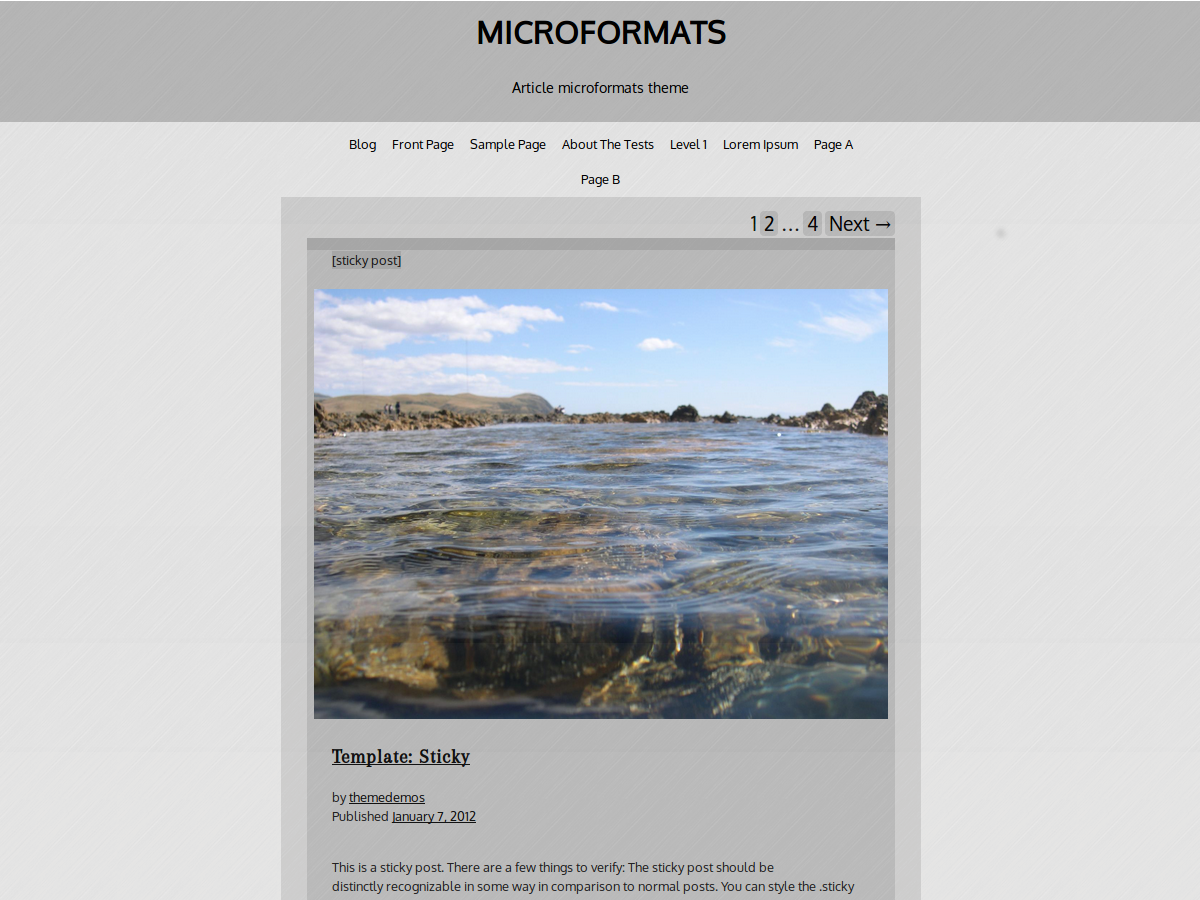 MICROFORMATS
Article microformats theme
Blog Front Page Sample Page About The Tests Level 1 Lorem Ipsum Page A
Page B
1 2 … 4 Next →
[sticky post]
Template: Sticky
by themedemos
Published January 7, 2012
This is a sticky post. There are a few things to verify: The sticky post should be
distinctly recognizable in some way in comparison to normal posts. You can style the .sticky